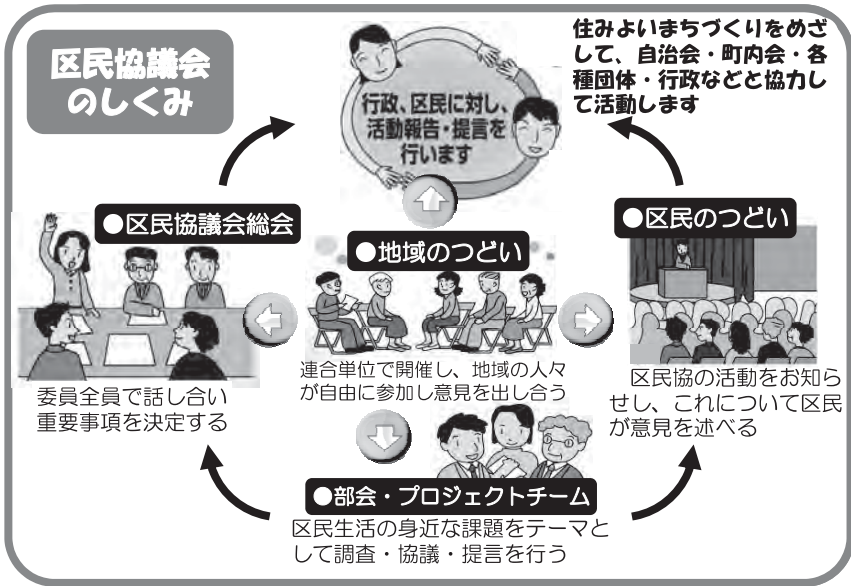 区民協議会
のしくみ
行政、区民に対し、
活動報告・提言を
行います
住みよいまちづくりをめざ
して、自治会・町内会・各
種団体・行政などと協力し
て活動します
●区民協議会総会
委員全員で話し合い
重要事項を決定する
●地域のつどい
連合単位で開催し、地域の人々
が自由に参加し意見を出し合う
●区民のつどい
区民協の活動をお知ら
せし、これについて区民
が意見を述べる
●部会・プロジェクトチーム
区民生活の身近な課題をテーマと
して調査・協議・提言を行う